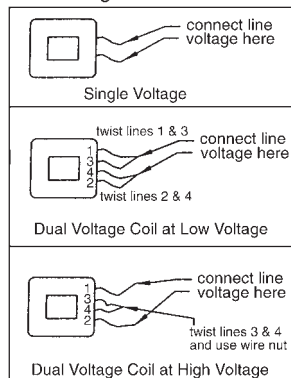 connect line
voltage here
Single Voltage
twist lines 1 & 3
connect line
voltage here
1
3
4
2
twist lines 2 & 4
Dual Voltage Coil at Low Voltage
connect line
voltage here
1
3
4
2
twist lines 3 & 4
and use wire nut
Dual Voltage Coil at High Voltage